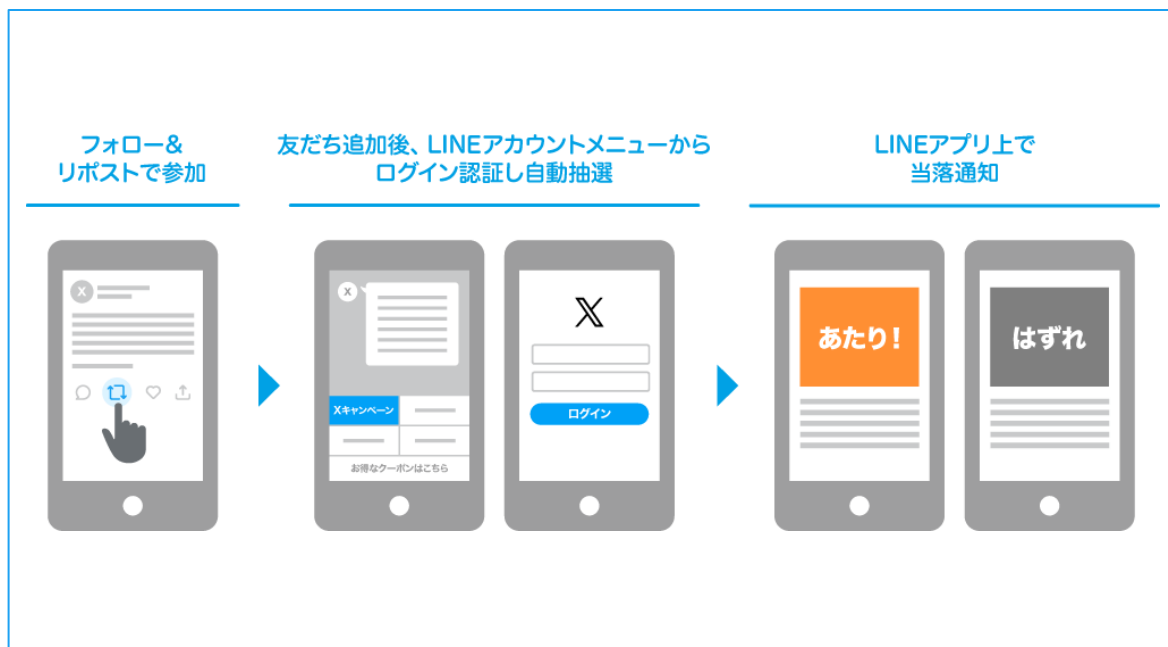 フォロー&
リポストで参加
友だち追加後、LINEアカウントメニューから
ログイン認証し自動抽選
LINEアプリ上で
当落通知
X
X
Xキャンペーン
お得なクーポンはこちら
X
ログイン
あたり！
はずれ